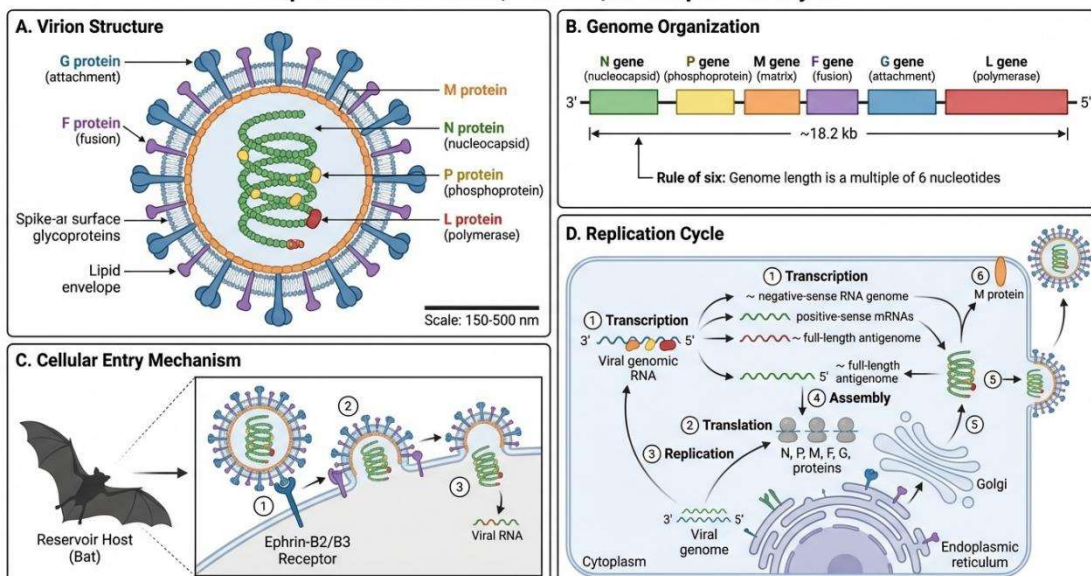 A. Virion Structure
G protein
(attachment)
F protein
(fusion)
Spike-ar surface
glycoproteins
Lipid
envelope
M protein
N protein
(nucleocapsid)
P protein
(phosphoprotein)
L protein
(polymerase)
Scale: 150-500 nm
B. Genome Organization
N gene
(nucleocapsid)
P gene
(phosphoprotein)
M gene
(matrix)
F gene
(fusion)
G gene
(attachment)
L gene
(polymerase)
3' 5'
~18.2 kb
Rule of six: Genome length is a multiple of 6 nucleotides
C. Cellular Entry Mechanism
Reservoir Host
(Bat)
1
2
3
Ephrin-B2/B3
Receptor
Viral RNA
D. Replication Cycle
1 Transcription
~ negative-sense RNA genome
positive-sense mRNAs
~ full-length antigenome
1 Transcription
3' 5'
Viral genomic
RNA
5'
~ full-length
antigenome
4 Assembly
2 Translation
3 Replication
N, P, M, F, G,
proteins
3' 5'
Viral
genome
5
5
6
M protein
Golgi
Endoplasmic
reticulum
Cytoplasm